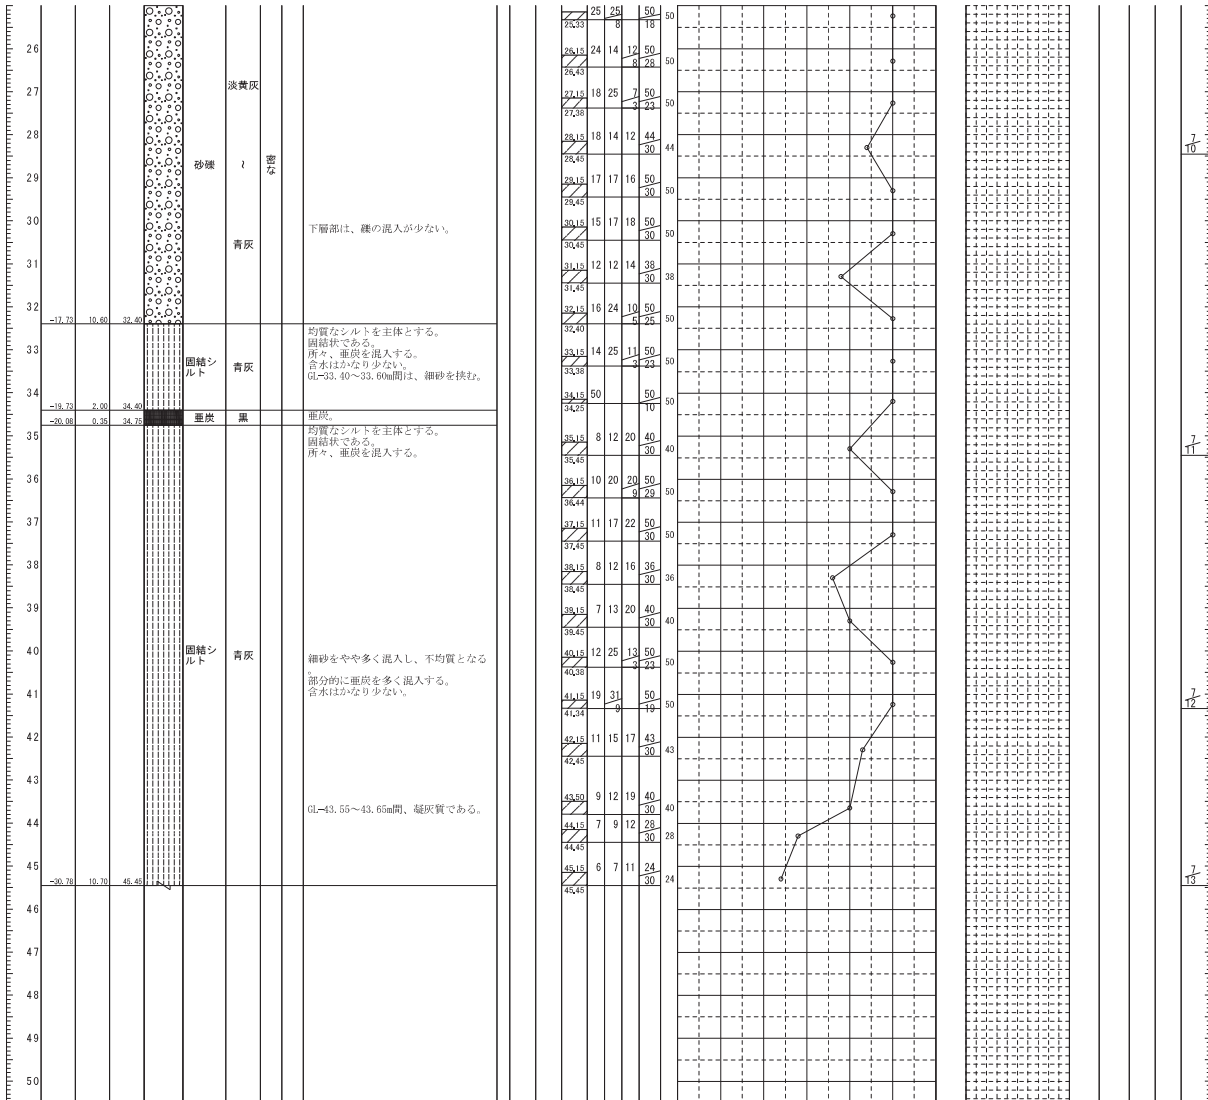 26
27
28
29
30
31
32
33
34
35
36
37
38
39
40
41
42
43
44
45
46
47
48
49
50
-17.73 10.60 32.40
-19.73 2.00 34.40
-20.08 0.35 34.75
-30.78 10.70 45.45
砂礫
淡黄灰
~
青灰
密な
下層部は、礫の混入が少ない。
固結シ
ルト
青灰
均質なシルトを主体とする。
固結状である。
所々、亜炭を混入する。
含水はかなり少ない。
GL-33.40~33.60m間は、細砂を挟む。
亜炭
黒
亜炭。
固結シ
ルト
青灰
均質なシルトを主体とする。
固結状である。
所々、亜炭を混入する。
細砂をやや多く混入し、不均質となる
。
部分的に亜炭を多く混入する。
含水はかなり少ない。
GL-43.55~43.65m間、凝灰質である。
25 25 50 50
25.33 8 18
26.15 24 14 12 50 50
26.43 8 28
27.15 18 25 7 50 50
27.38 3 23
28.15 18 14 12 44 44
28.45 30
29.15 17 17 16 50 50
29.45 30
30.15 15 17 18 50 50
30.45 30
31.15 12 12 14 38 38
31.45 30
32.15 16 24 10 50 50
32.40 5 25
33.15 14 25 11 50 50
33.38 3 23
34.15 50 50 50
34.25 10
35.15 8 12 20 40 40
35.45 30
36.15 10 20 20 50 50
36.44 9 29
37.15 11 17 22 50 50
37.45 30
38.15 8 12 16 36 36
38.45 30
39.15 7 13 20 40 40
39.45 30
40.15 12 25 13 50 50
40.38 3 23
41.15 19 31 50 50
41.34 9 19
42.15 11 15 17 43 43
42.45 30
43.50 9 12 19 40 40
30
44.15 7 9 12 28 28
44.45 30
45.15 6 7 11 24 24
45.45 30
7/10
7/11
7/12
7/13